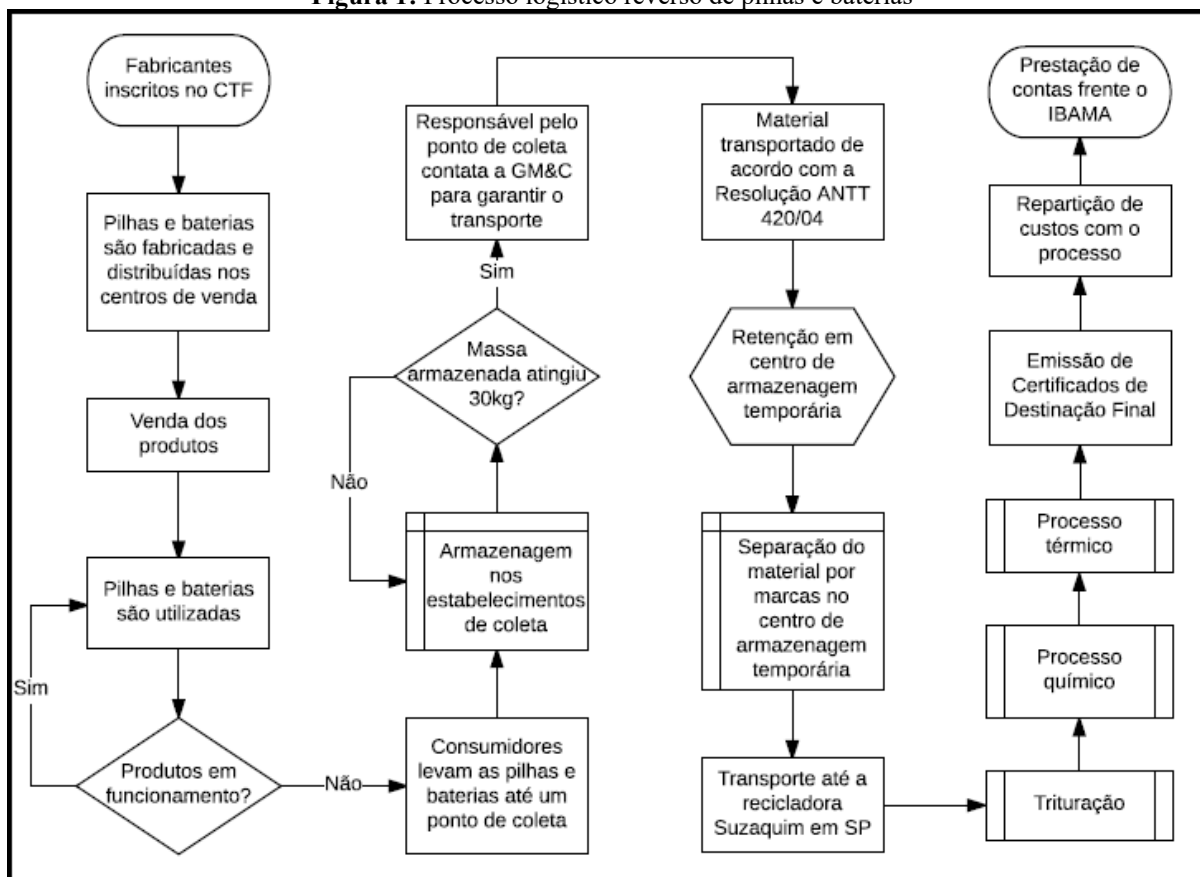 Figura 1. Processo logístico reverso de pilhas e baterias
Fabricantes
inscritos no CTF
Pilhas e baterias
são fabricadas e
distribuídas nos
centros de venda
Venda dos
produtos
Pilhas e baterias
são utilizadas
Sim
Produtos em
funcionamento?
Não
Consumidores
levam as pilhas e
baterias até um
ponto de coleta
Armazenagem
nos
estabelecimentos
de coleta
Não
Massa
armazenada atingiu
30kg?
Sim
Responsável pelo
ponto de coleta
contata a GM&C
para garantir o
transporte
Material
transportado de
acordo com a
Resolução ANTT
420/04
Retenção em
centro de
armazenagem
temporária
Separação do
material por
marcas no
centro de
armazenagem
temporária
Transporte até a
recicladora
Suzaquim em SP
Trituração
Processo
químico
Processo
térmico
Emissão de
Certificados de
Destinação Final
Repartição de
custos com o
processo
Prestação de
contas frente o
IBAMA